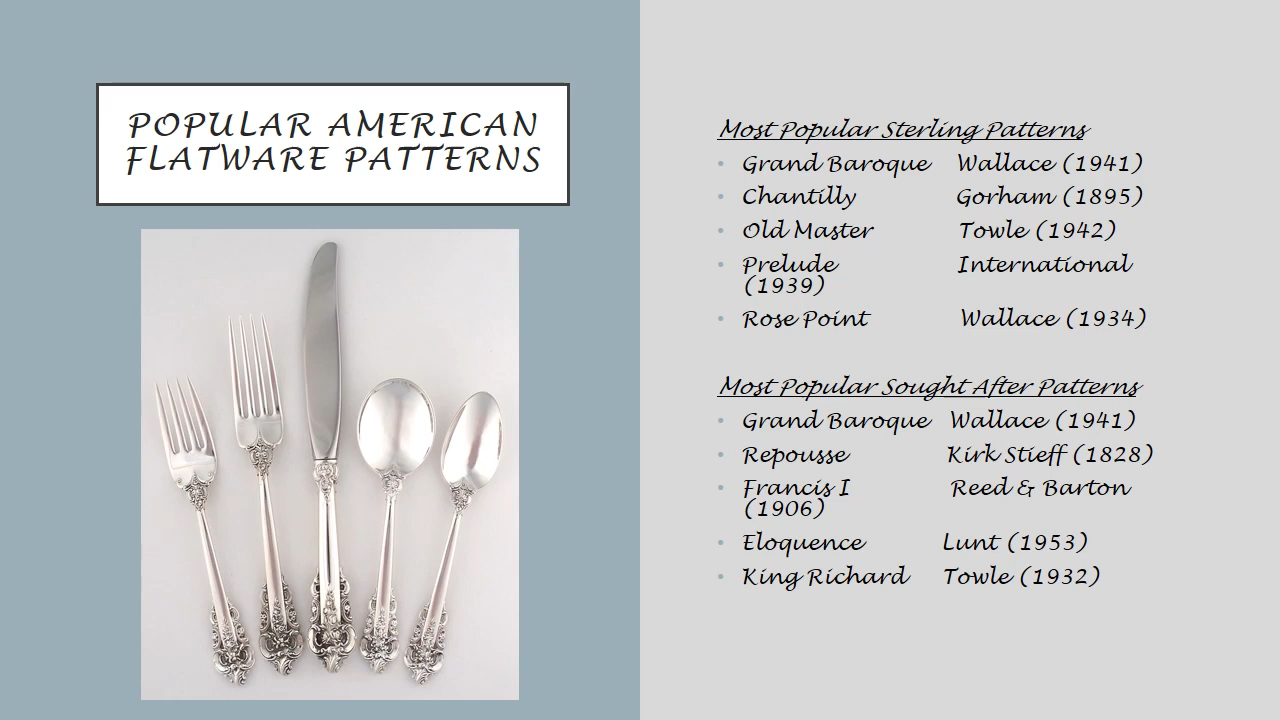 POPULAR AMERICAN
FLATWARE PATTERNS
Most Popular Sterling Patterns
• Grand Baroque Wallace (1941)
• Chantilly Gorham (1895)
• Old Master Towle (1942)
• Prelude International
(1939)
• Rose Point Wallace (1934)
Most Popular Sought After Patterns
• Grand Baroque Wallace (1941)
• Repousse Kirk Stieff (1828)
• Francis I Reed & Barton
(1906)
• Eloquence Lunt (1953)
• King Richard Towle (1932)